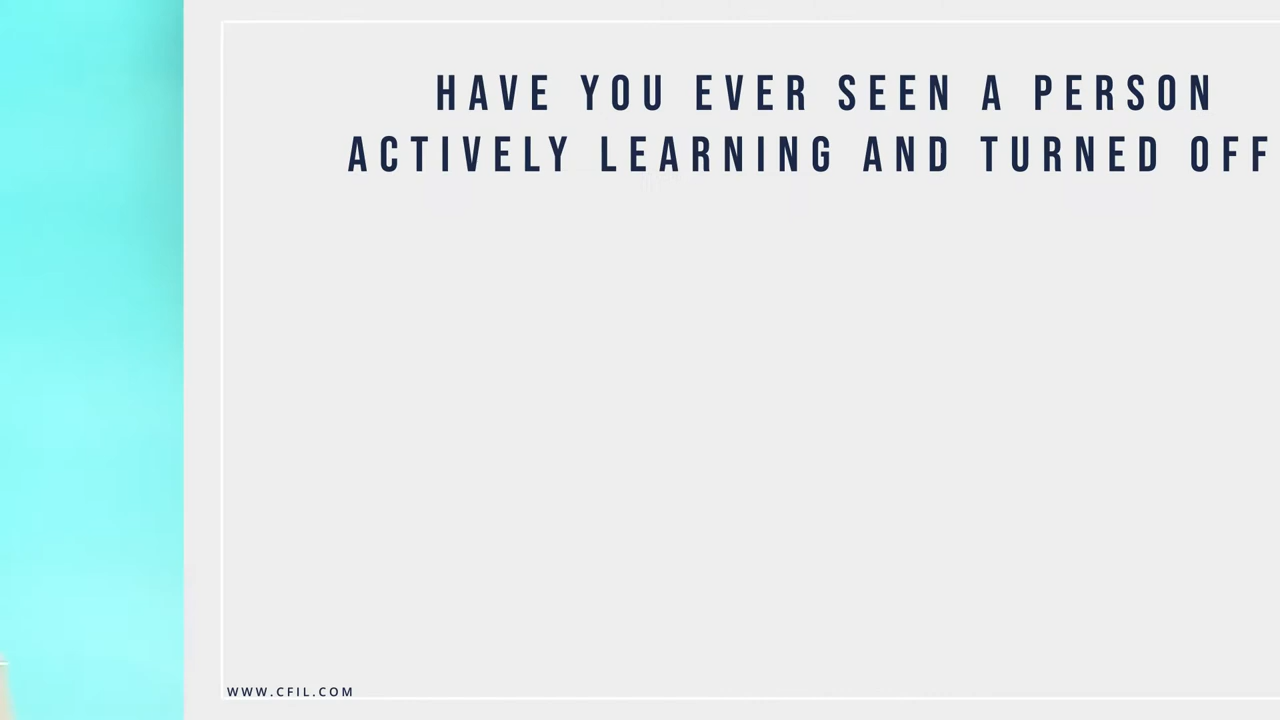 HAVE YOU EVER SEEN A PERSON
ACTIVELY LEARNING AND TURNED OFF
WWW.CFIL.COM